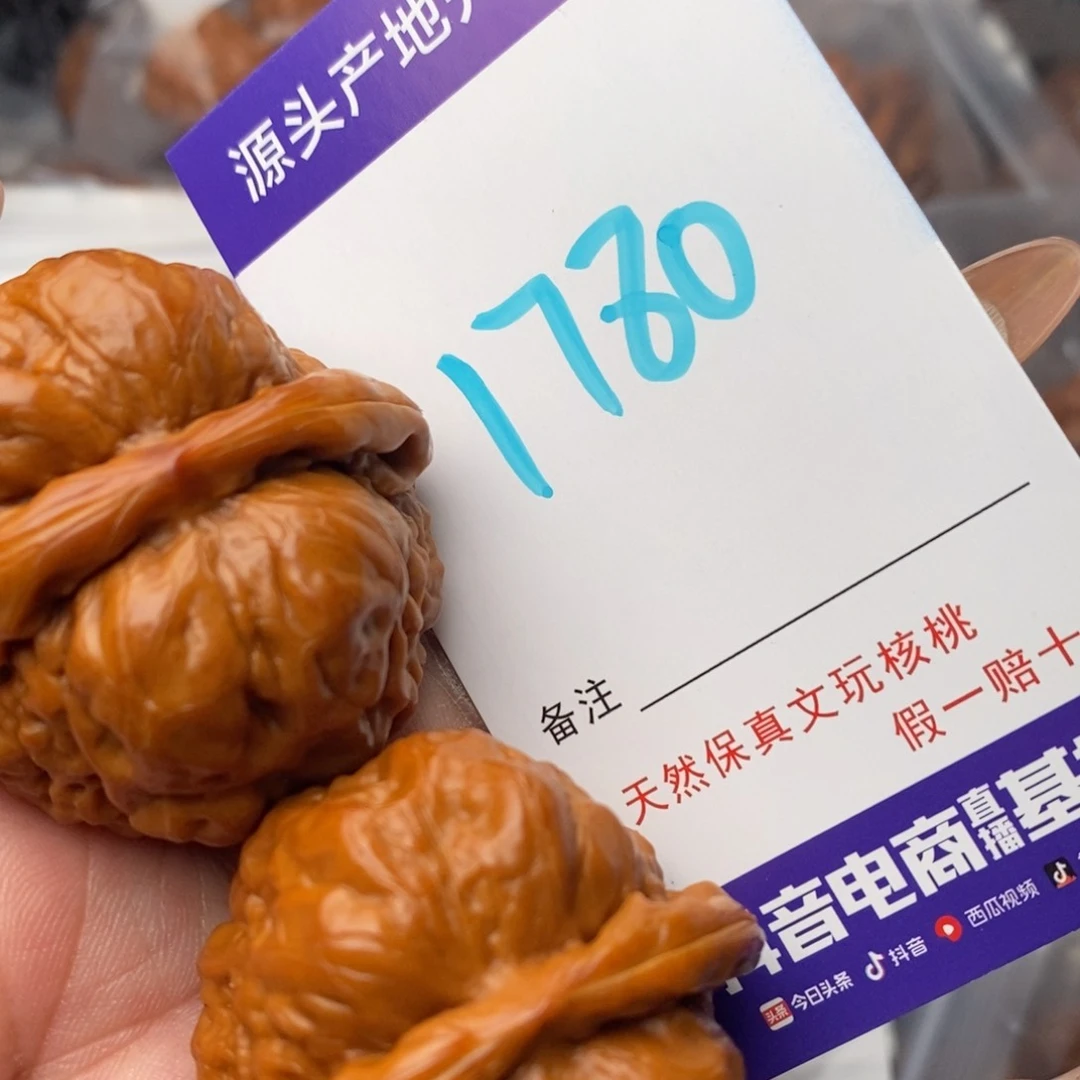 源头产地
1780
备注
天然保真文玩核桃
假一赔十
抖音电商直播基
今日头条 抖音 西瓜视频